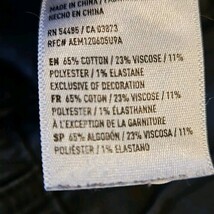 MADE IN CHINA / FABRIQUÉ
HECHO EN CHINA
RN 54495 / CA 03873
RFC# AEM120605U9A
EN 65% COTTON / 23% VISCOSE / 11%
POLYESTER / 1% ELASTANE
EXCLUSIVE OF DECORATION
FR 65% COTON / 23% VISCOSE / 11%
POLYESTER / 1% ÉLASTHANNE
À L'EXCEPTION DE LA GARNITURE
SP 65% ALGODÓN / 23% VISCOSA / 11%
POLIÉSTER / 1% ELASTANO